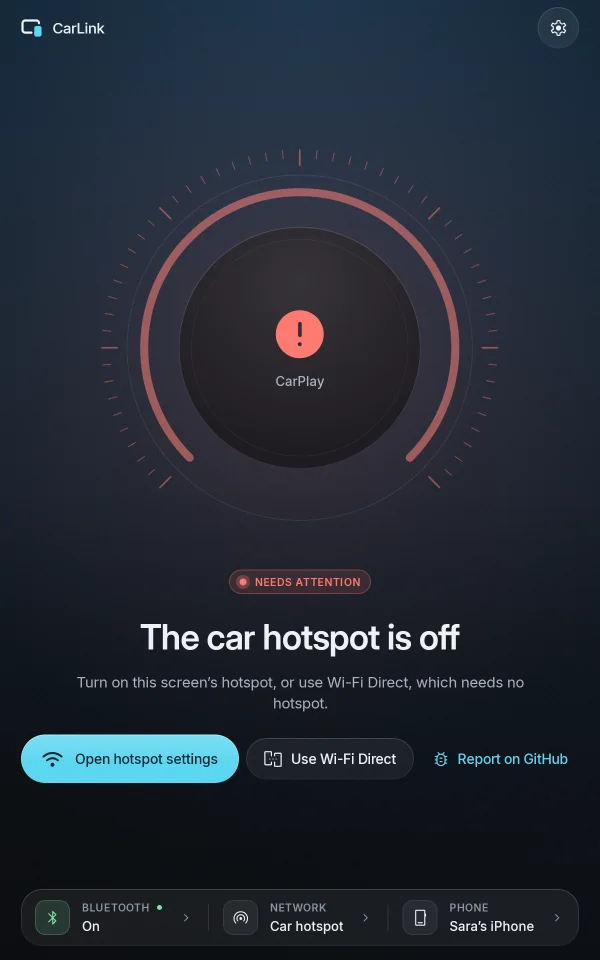 CarLink
CarPlay
NEEDS ATTENTION
The car hotspot is off
Turn on this screen’s hotspot, or use Wi-Fi Direct, which needs no
hotspot.
Open hotspot settings
Use Wi-Fi Direct
Report on GitHub
BLUETOOTH
On
NETWORK
Car hotspot
PHONE
Sara’s iPhone